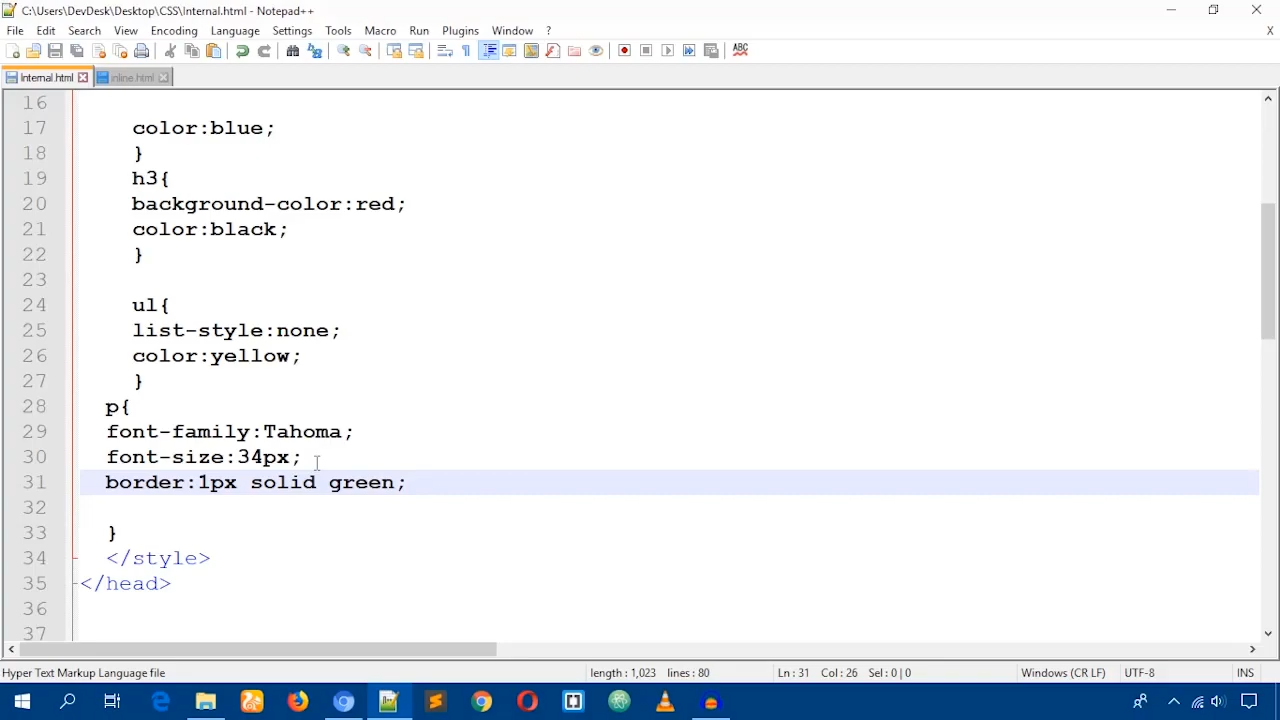 C:\Users\DevDesk\Desktop\CSS\Internal.html - Notepad++
File Edit Search View Encoding Language Settings Tools Macro Run Plugins Window ? X
ABC
Internal.html inline.html
16
17 color:blue;
18 }
19 h3{
20 background-color:red;
21 color:black;
22 }
23
24 ul{
25 list-style:none;
26 color:yellow;
27 }
28 p{
29 font-family:Tahoma;
30 font-size:34px;
31 border:1px solid green;
32
33 }
34 </style>
35 </head>
36
37
Hyper Text Markup Language file length : 1,023 lines : 80 Ln : 31 Col : 26 Sel : 0 | 0 Windows (CR LF) UTF-8 INS